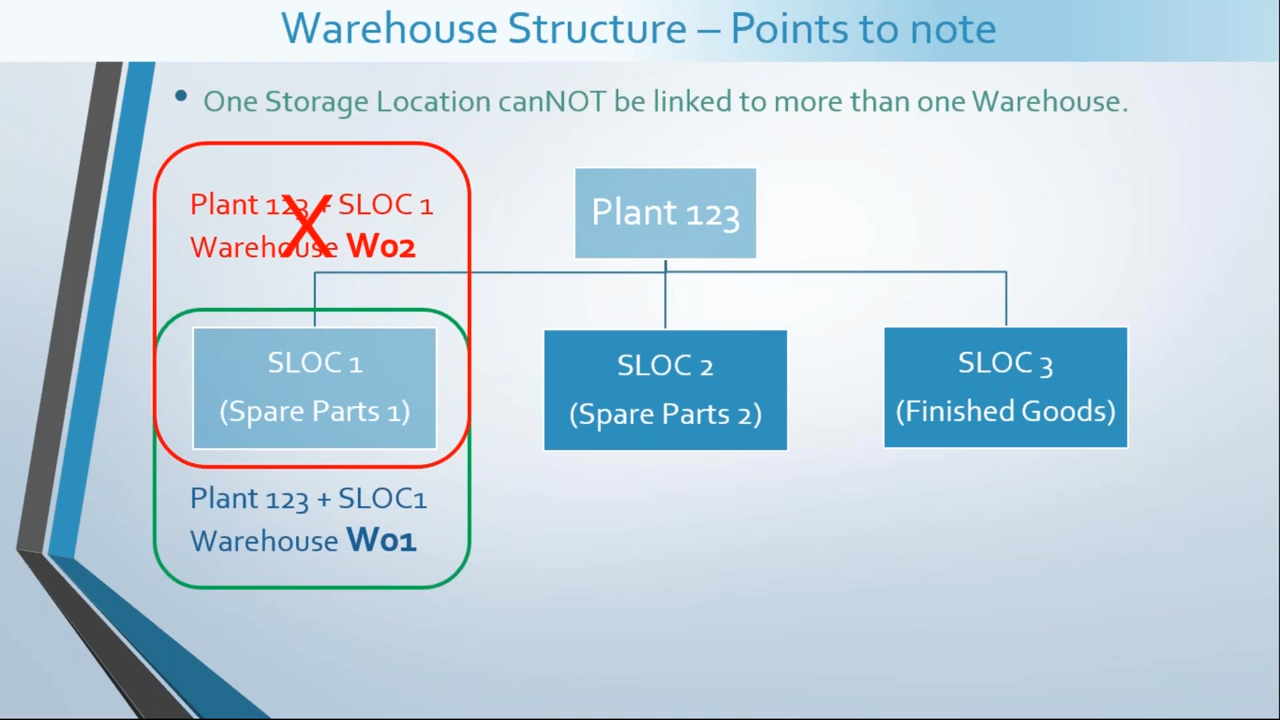 Warehouse Structure – Points to note
• One Storage Location canNOT be linked to more than one Warehouse.
Plant 123 + SLOC 1
Warehouse W02
X
Plant 123
SLOC 1
(Spare Parts 1)
SLOC 2
(Spare Parts 2)
SLOC 3
(Finished Goods)
Plant 123 + SLOC1
Warehouse W01